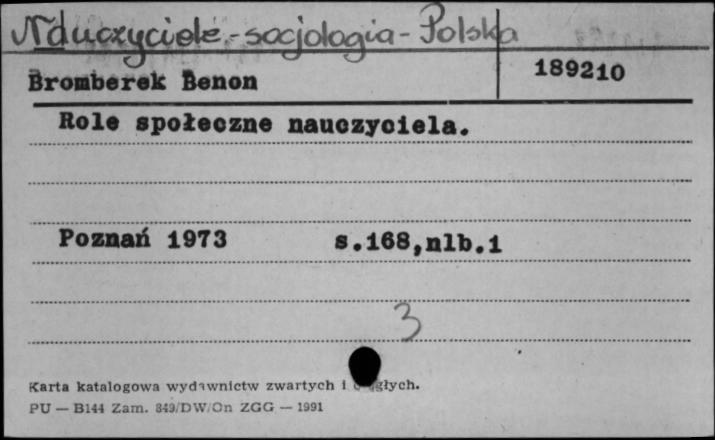 Nauczyciele - socjologia - Polska
189210
Bromberek Benon
Role społeczne nauczyciela.
Poznań 1973 s.168,nlb.1
3
Karta katalogowa wydawnictw zwartych i głych.
PU — B144 Zam. 849/DW/On ZGG — 1991